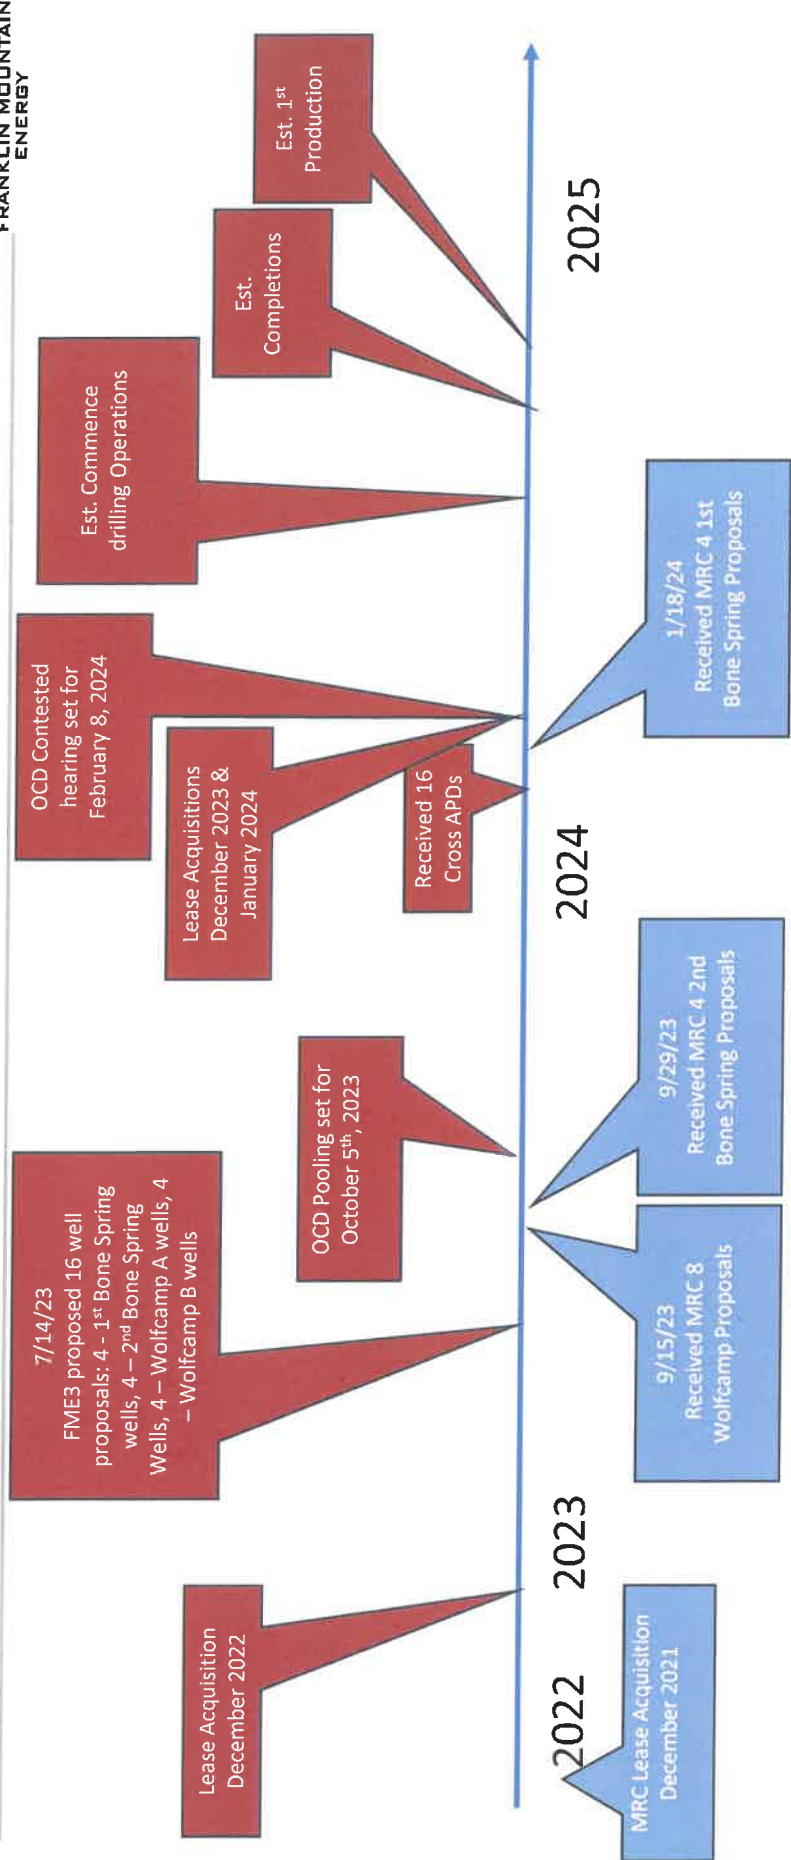 FRANKLIN MOUNTAIN
ENERGY
Lease Acquisition
December 2022
7/14/23
FME3 proposed 16 well
proposals: 4 - 1st Bone Spring
wells, 4 – 2nd Bone Spring
Wells, 4 – Wolfcamp A wells, 4
– Wolfcamp B wells
OCD Pooling set for
October 5th, 2023
Lease Acquisitions
December 2023 &
January 2024
OCD Contested
hearing set for
February 8, 2024
Received 16
Cross APDs
Est. Commence
drilling Operations
Est.
Completions
Est. 1st
Production
2022
2023
2024
2025
MRC Lease Acquisition
December 2021
9/15/23
Received MRC 8
Wolfcamp Proposals
9/29/23
Received MRC 4 2nd
Bone Spring Proposals
1/18/24
Received MRC 4 1st
Bone Spring Proposals